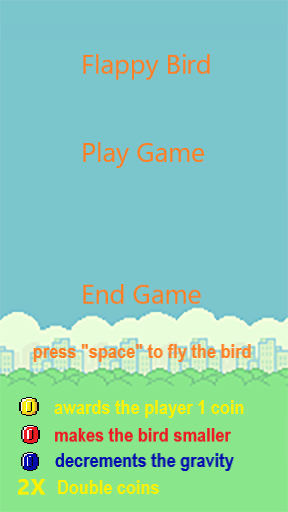 Flappy Bird
Play Game
End Game
press "space" to fly the bird
awards the player 1 coin
makes the bird smaller
decrements the gravity
2X Double coins